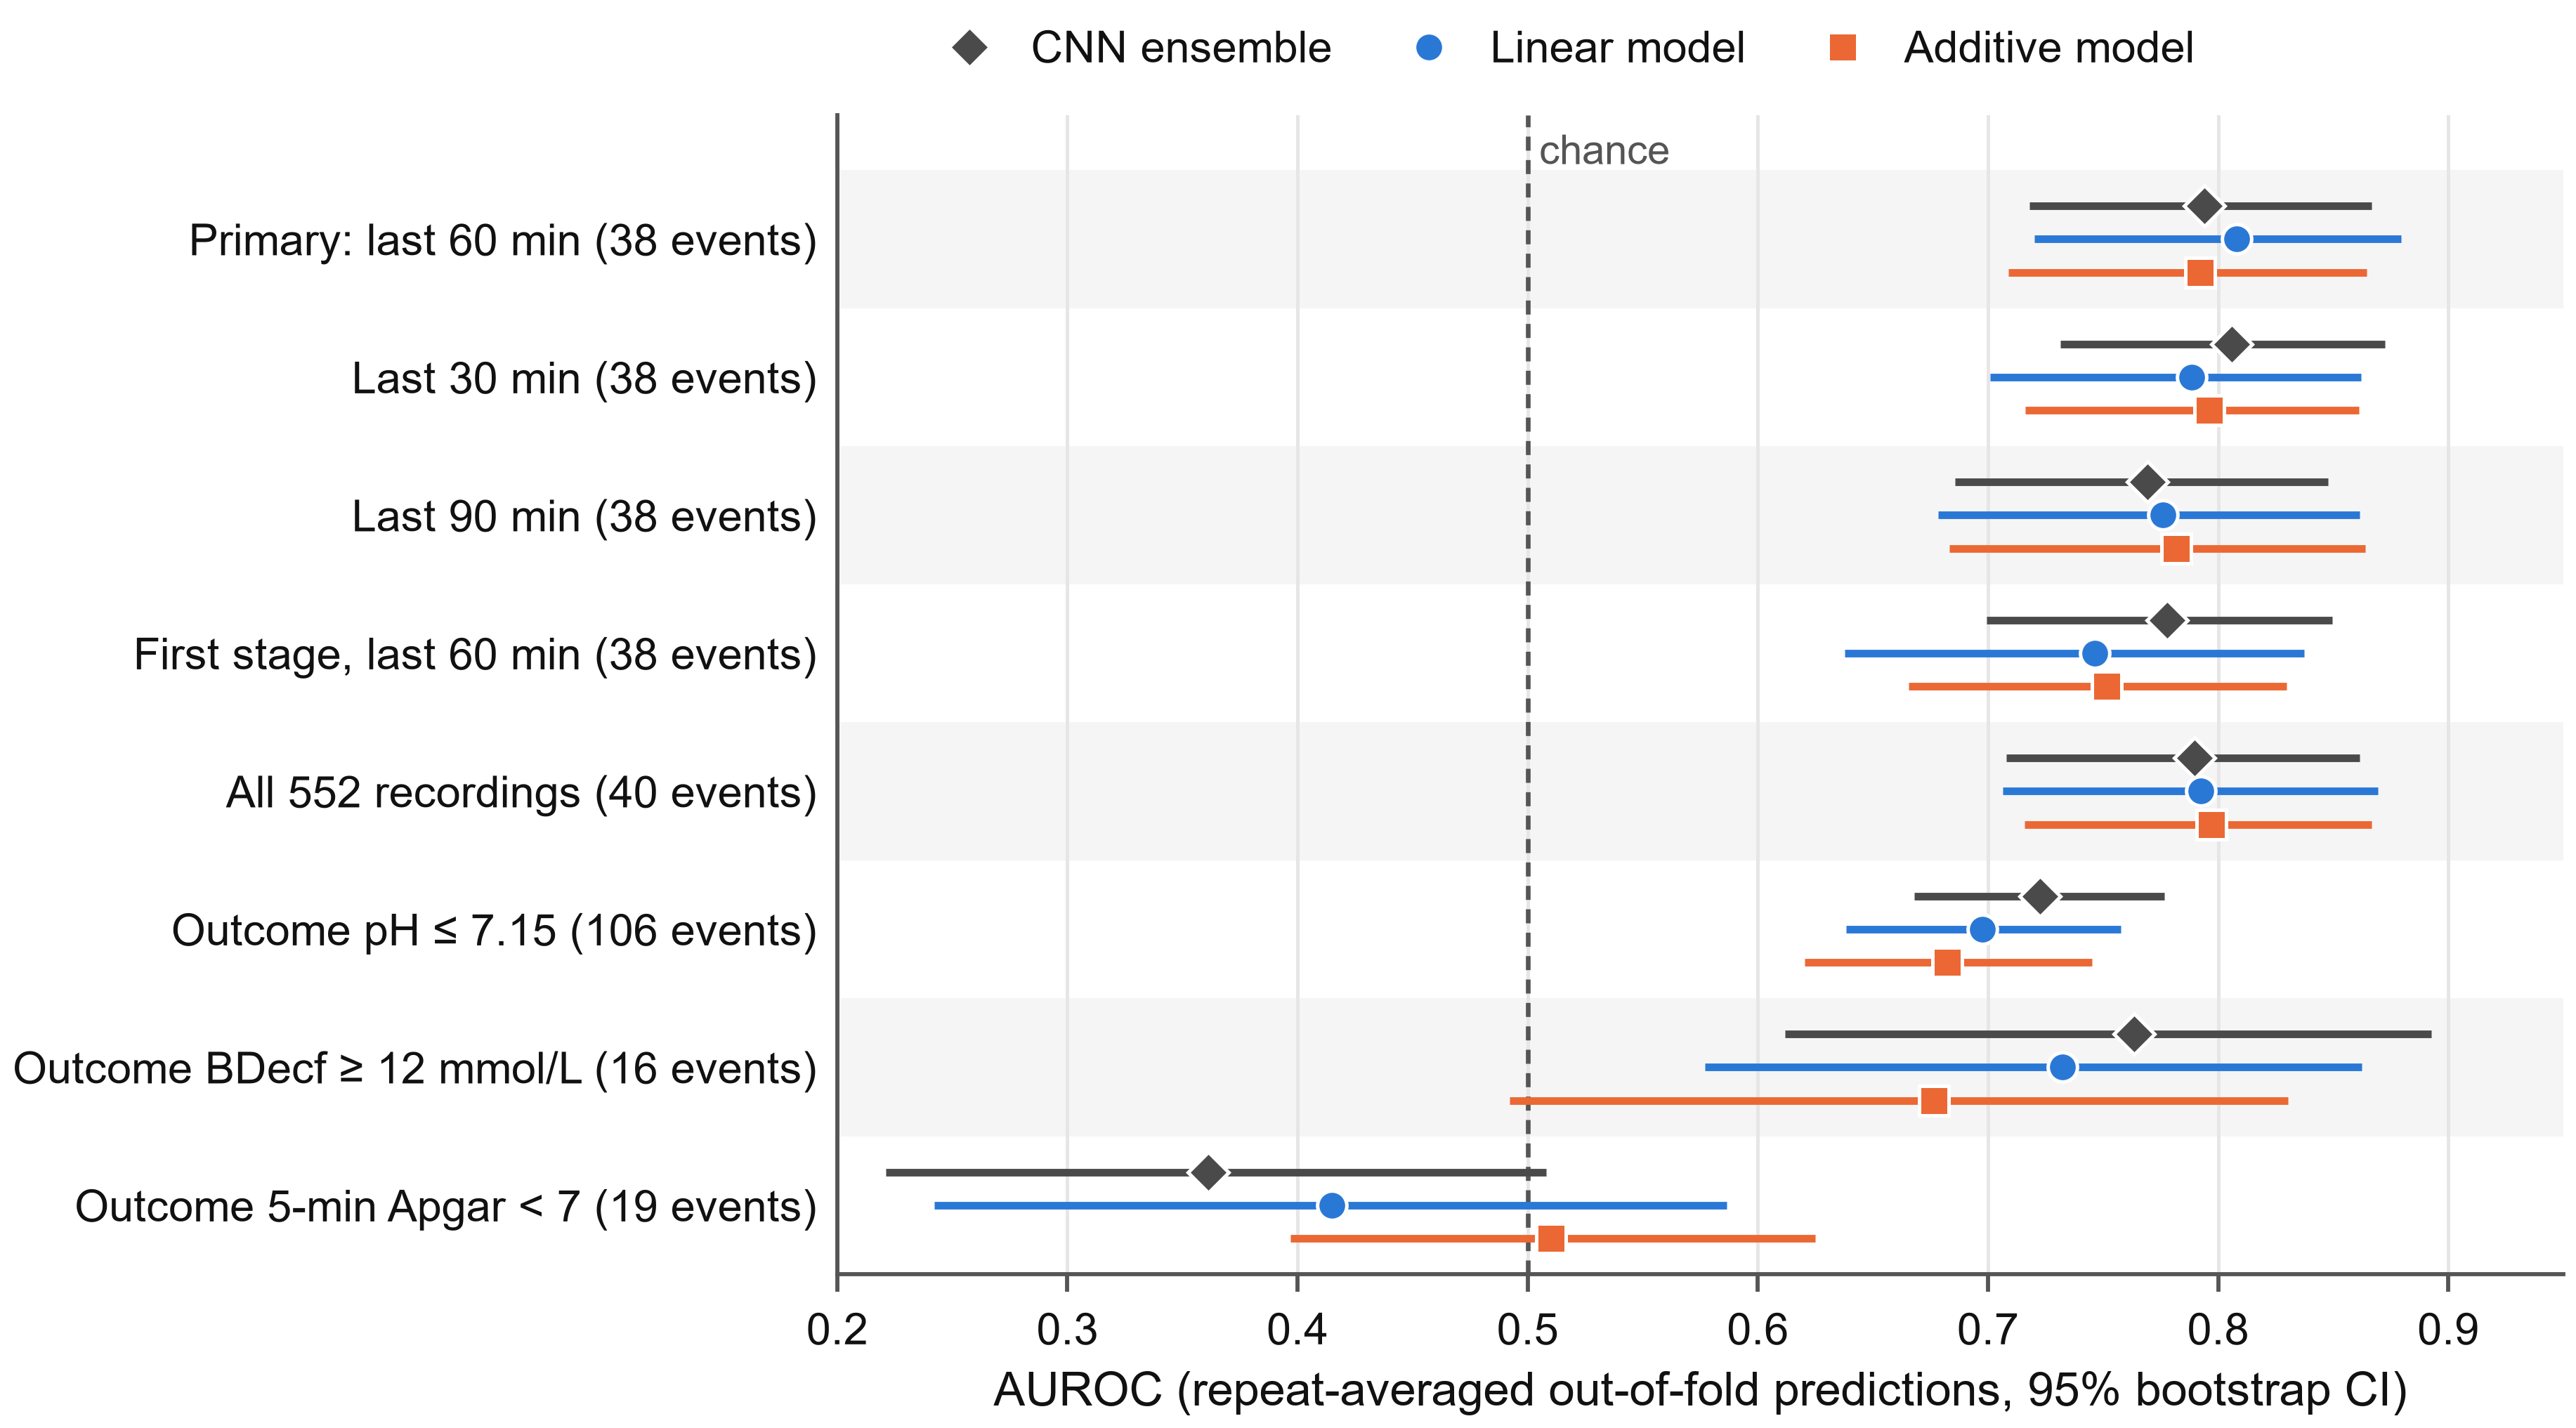 CNN ensemble Linear model Additive model
chance
Primary: last 60 min (38 events)
Last 30 min (38 events)
Last 90 min (38 events)
First stage, last 60 min (38 events)
All 552 recordings (40 events)
Outcome pH ≤ 7.15 (106 events)
Outcome BDecf ≥ 12 mmol/L (16 events)
Outcome 5-min Apgar < 7 (19 events)
0.2 0.3 0.4 0.5 0.6 0.7 0.8 0.9
AUROC (repeat-averaged out-of-fold predictions, 95% bootstrap CI)